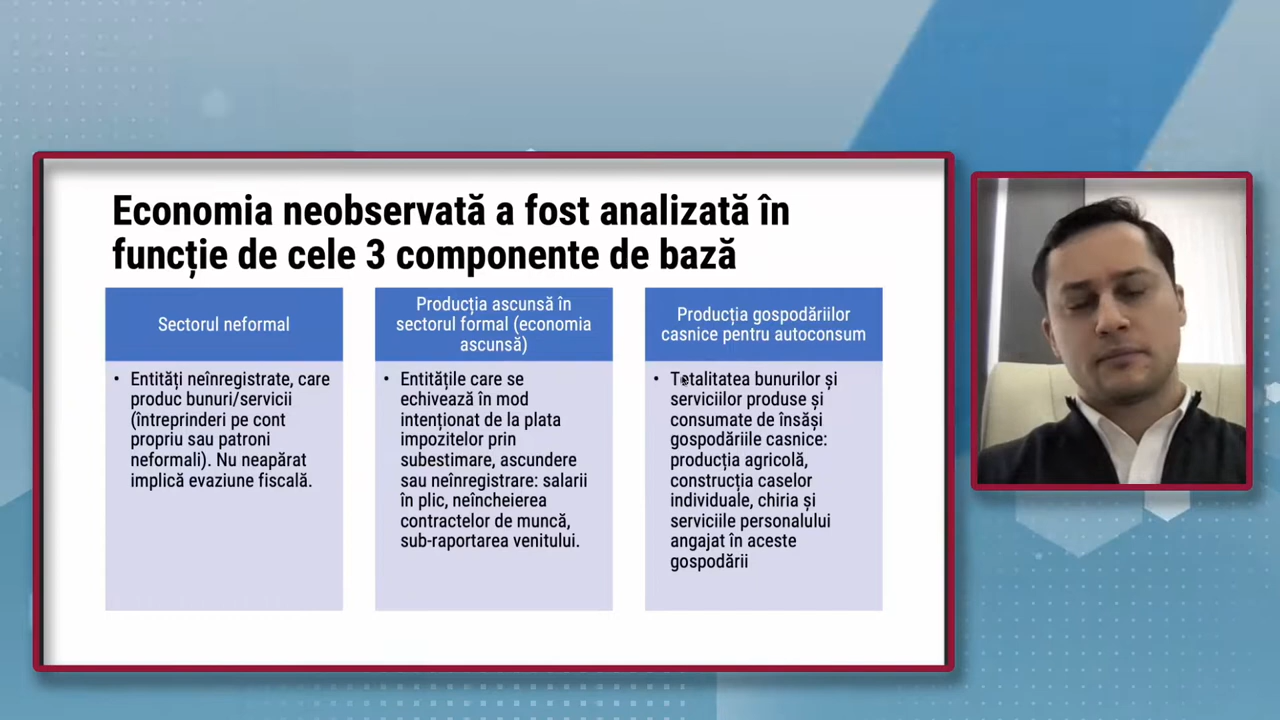 Economia neobservată a fost analizată în
funcție de cele 3 componente de bază
Sectorul neformal
• Entități neînregistrate, care
produc bunuri/servicii
(întreprinderi pe cont
propriu sau patroni
neformali). Nu neapărat
implică evaziune fiscală.
Producția ascunsă în
sectorul formal (economia
ascunsă)
• Entitățile care se
echivează în mod
intenționat de la plata
impozitelor prin
subestimare, ascundere
sau neînregistrare: salarii
în plic, neîncheierea
contractelor de muncă,
sub-raportarea venitului.
Producția gospodăriilor
casnice pentru autoconsum
• Totalitatea bunurilor și
serviciilor produse și
consumate de însăși
gospodăriile casnice:
producția agricolă,
construcția caselor
individuale, chiria și
serviciile personalului
angajat în aceste
gospodării